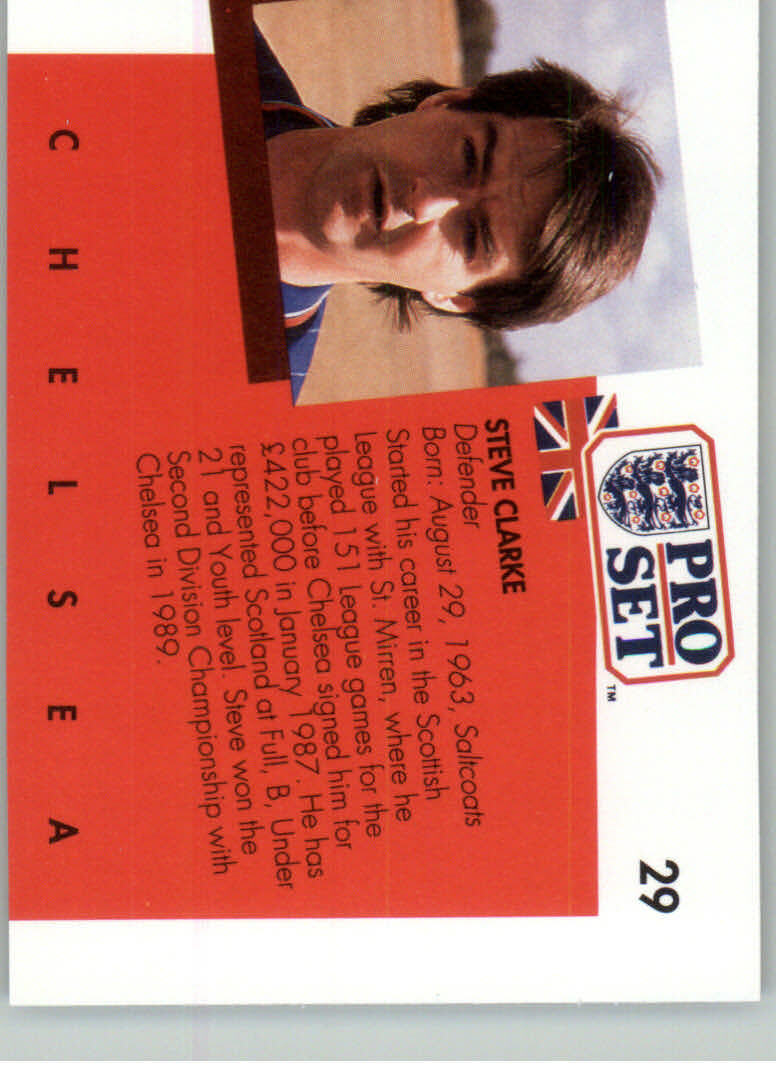 29
PRO
SET™
STEVE CLARKE
Defender
Born: August 29, 1963, Saltcoats
Started his career in the Scottish
League with St. Mirren, where he
played 151 League games for the
club before Chelsea signed him for
£422,000 in January 1987. He has
represented Scotland at Full, B, Under
21 and Youth level. Steve won the
Second Division Championship with
Chelsea in 1989.
CHELSEA